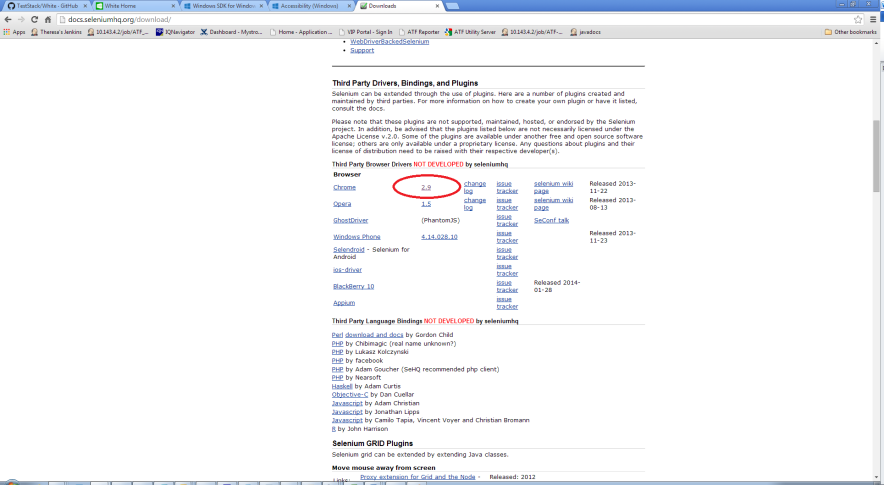 TestStack/White · GitHub
White Home
Windows SDK for Window
Accessibility (Windows)
Downloads
docs.seleniumhq.org/download/
Apps
Theresa's Jenkins
10.143.4.2/job/ATF_...
IQNavigator
Dashboard - Mystro...
Home - Application ...
VIP Portal - Sign In
ATF Reporter
ATF Utility Server
10.143.4.2/job/ATF-...
javadocs
Other bookmarks
WebDriverBackedSelenium
Support
Third Party Drivers, Bindings, and Plugins
Selenium can be extended through the use of plugins. Here are a number of plugins created and
maintained by third parties. For more information on how to create your own plugin or have it listed,
consult the docs.
Please note that these plugins are not supported, maintained, hosted, or endorsed by the Selenium
project. In addition, be advised that the plugins listed below are not necessarily licensed under the
Apache License v.2.0. Some of the plugins are available under another free and open source software
license; others are only available under a proprietary license. Any questions about plugins and their
license of distribution need to be raised with their respective developer(s).
Third Party Browser Drivers NOT DEVELOPED by seleniumhq
Browser
Chrome 2.9 change log issue tracker selenium wiki page Released 2013-11-22
Opera 1.5 change log issue tracker selenium wiki page Released 2013-08-13
GhostDriver (PhantomJS) issue tracker SeConf talk
Windows Phone 4.14.028.10 issue tracker Released 2013-11-23
Selendroid - Selenium for Android issue tracker
ios-driver issue tracker
BlackBerry 10 issue tracker Released 2014-01-28
Appium issue tracker
Third Party Language Bindings NOT DEVELOPED by seleniumhq
Perl download and docs by Gordon Child
PHP by Chibimagic (real name unknown?)
PHP by Lukasz Kolczynski
PHP by facebook
PHP by Adam Goucher (SeHQ recommended php client)
PHP by Nearsoft
Haskell by Adam Curtis
Objective-C by Dan Cuellar
Javascript by Adam Christian
Javascript by Jonathan Lipps
Javascript by Camilo Tapia, Vincent Voyer and Christian Bromann
R by John Harrison
Selenium GRID Plugins
Selenium grid can be extended by extending Java classes.
Move mouse away from screen
Links: Proxy extension for Grid and the Node - Released: 2012